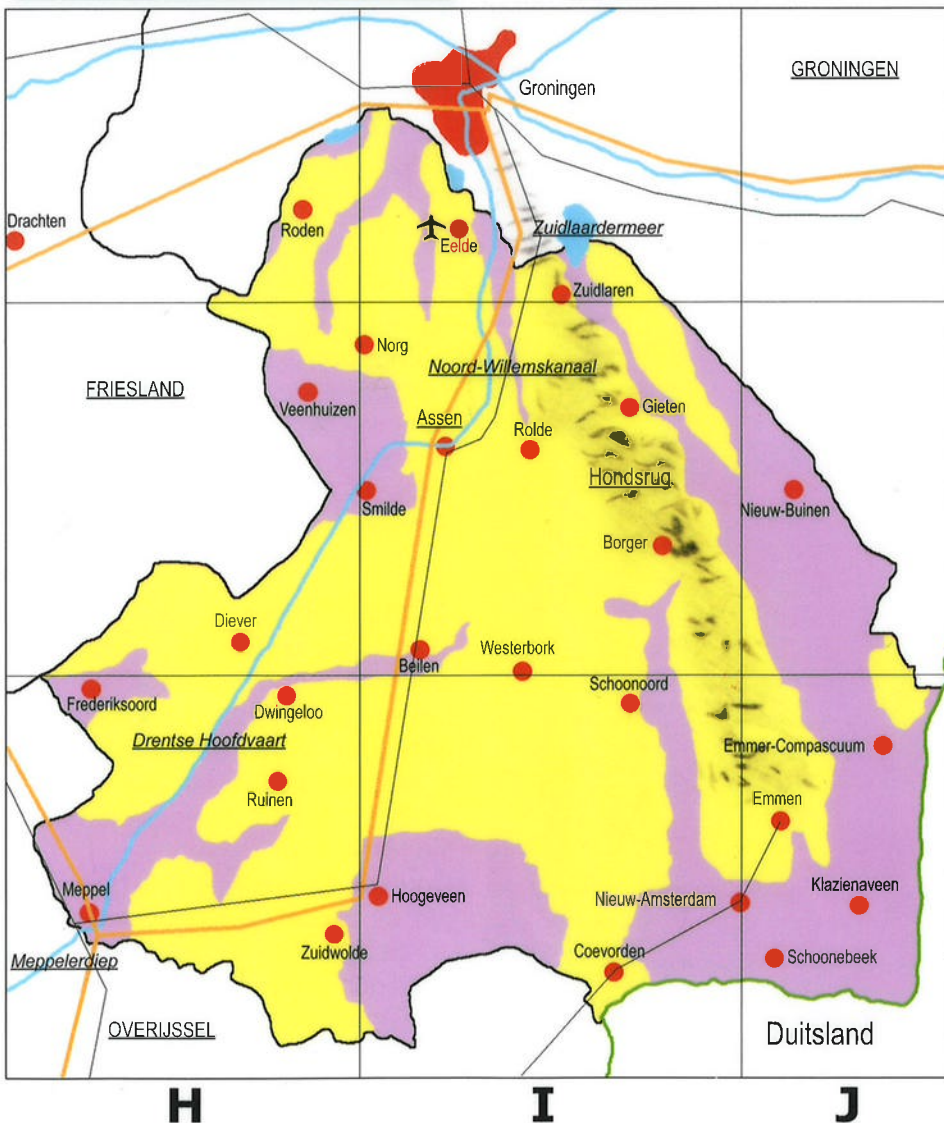 GRONINGEN
Groningen
Drachten
Roden
Eelde
Zuidlaardermeer
Zuidlaren
Norg
Noord-Willemskanaal
FRIESLAND
Veenhuizen
Gieten
Assen
Rolde
Hondsrug
Smilde
Nieuw-Buinen
Borger
Diever
Beilen
Westerbork
Frederiksoord
Dwingeloo
Schoonoord
Drentse Hoofdvaart
Emmer-Compascuum
Ruinen
Emmen
Meppel
Hoogeveen
Nieuw-Amsterdam
Klazienaveen
Zuidwolde
Coevorden
Schoonebeek
Meppelerdiep
OVERIJSSEL
Duitsland
H I J